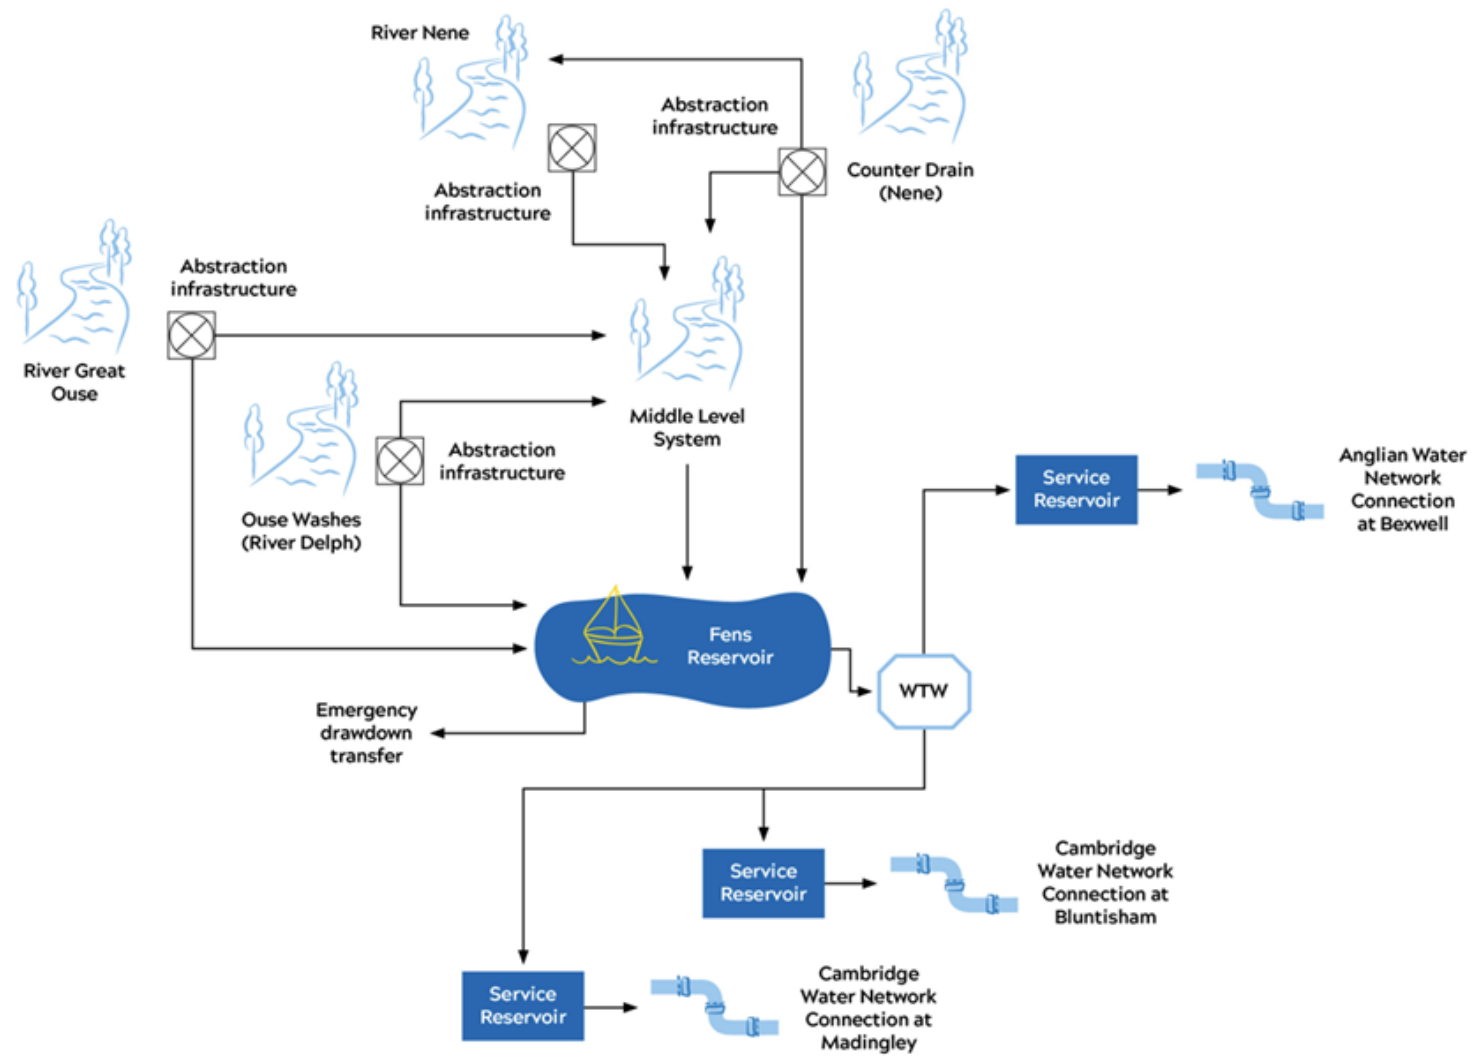 River Nene
Abstraction
infrastructure
Counter Drain
(Nene)
Abstraction
infrastructure
Abstraction
infrastructure
River Great
Ouse
Middle Level
System
Abstraction
infrastructure
Ouse Washes
(River Delph)
Service
Reservoir
Anglian Water
Network
Connection
at Bexwell
Fens
Reservoir
WTW
Emergency
drawdown
transfer
Service
Reservoir
Cambridge
Water Network
Connection at
Bluntisham
Service
Reservoir
Cambridge
Water Network
Connection at
Madingley